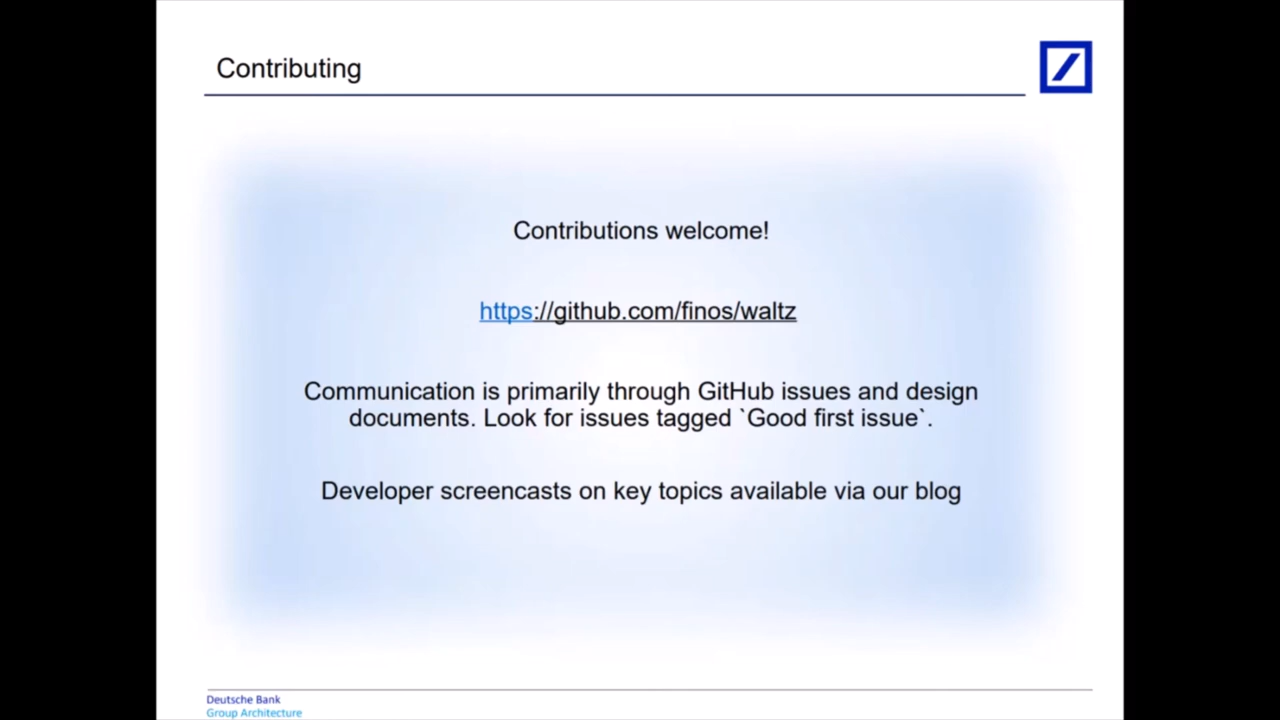 Contributing
Contributions welcome!
https://github.com/finos/waltz
Communication is primarily through GitHub issues and design
documents. Look for issues tagged `Good first issue`.
Developer screencasts on key topics available via our blog
Deutsche Bank
Group Architecture